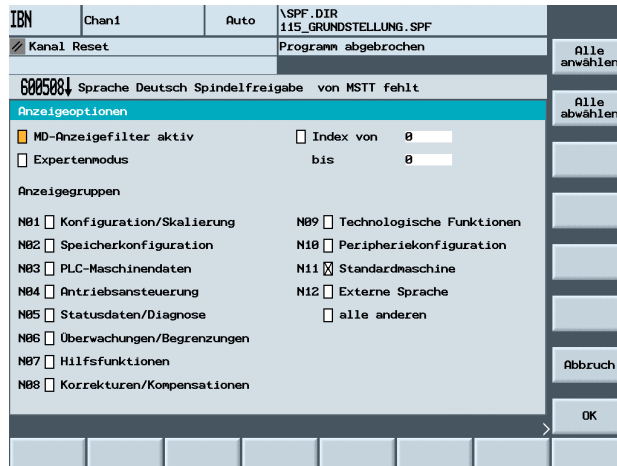 IBN
Chan1
Auto
\SPF.DIR
115_GRUNDSTELLUNG.SPF
Kanal Reset
Programm abgebrochen
Alle
anwählen
600508↓ Sprache Deutsch Spindelfreigabe von MSTT fehlt
Anzeigeoptionen
Alle
abwählen
MD-Anzeigefilter aktiv
Index von 0
Expertenmodus
bis 0
Anzeigegruppen
N01 Konfiguration/Skalierung
N09 Technologische Funktionen
N02 Speicherkonfiguration
N10 Peripheriekonfiguration
N03 PLC-Maschinendaten
N11 Standardmaschine
N04 Antriebsansteuerung
N12 Externe Sprache
N05 Statusdaten/Diagnose
alle anderen
N06 Überwachungen/Begrenzungen
N07 Hilfsfunktionen
Abbruch
N08 Korrekturen/Kompensationen
OK